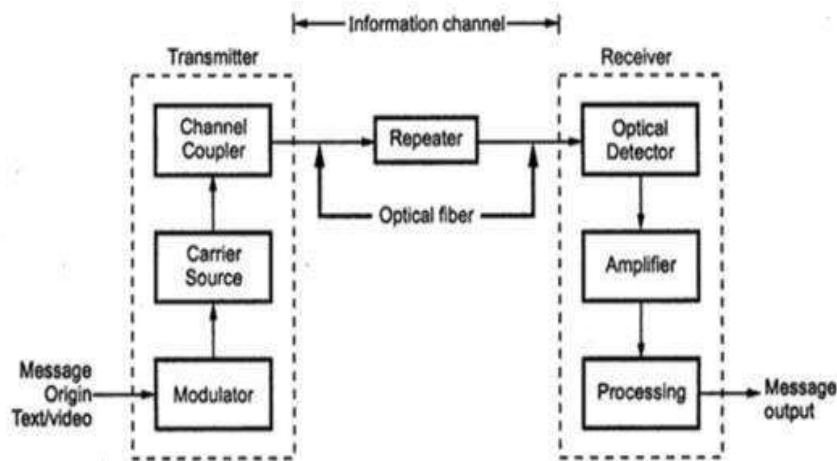 Information channel
Transmitter
Receiver
Channel
Coupler
Repeater
Optical
Detector
Optical fiber
Carrier
Source
Amplifier
Message
Origin
Text/video
Modulator
Processing
Message
output